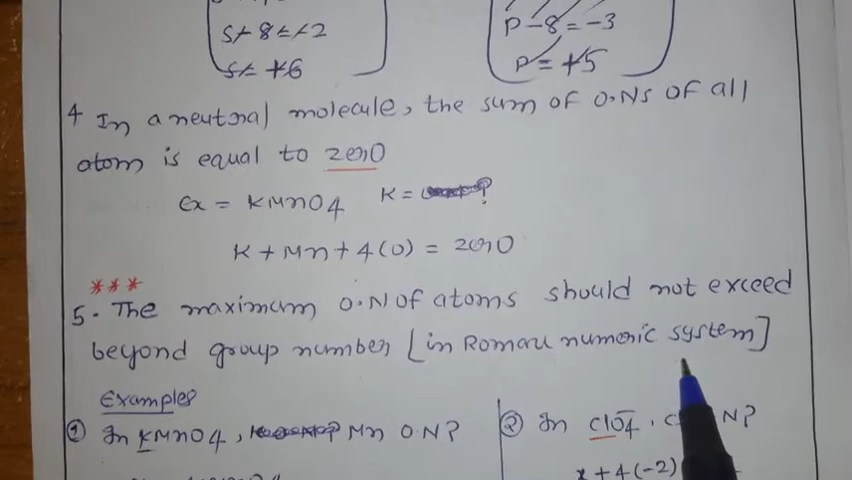 S-8=-2
S= +6
P-8=-3
P= +5
4 In a neutral molecule, the sum of O.Ns of all
atom is equal to zero
Ex = KMnO4 K = ?
K+Mn+4(O) = zero
***
5. The maximum O.N of atoms should not exceed
beyond group number [in Roman numeric system]
Examples
① In KMnO4, Mn O.N?
② In ClO4-, C N?
x+4(-2)